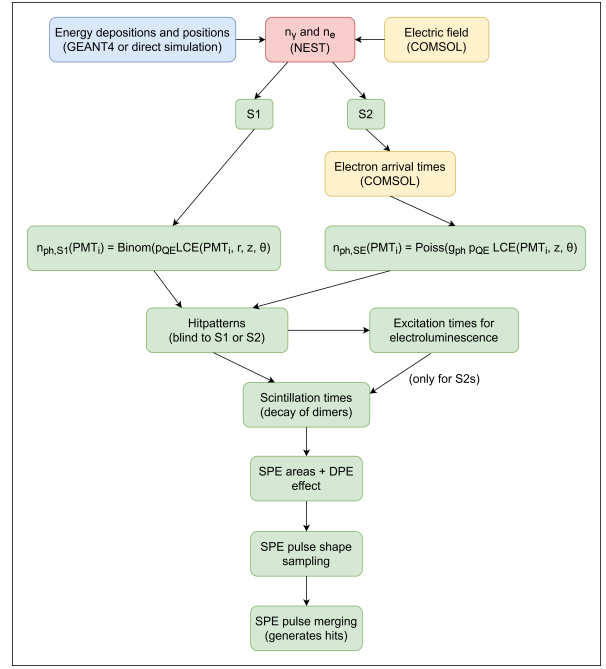 Energy depositions and positions
(GEANT4 or direct simulation)
nγ and ne
(NEST)
Electric field
(COMSOL)
S1
S2
Electron arrival times
(COMSOL)
nph,S1(PMTi) = Binom(pQELCE(PMTi, r, z, θ)
nph,SE(PMTi) = Poiss(gph pQE LCE(PMTi, z, θ)
Hitpatterns
(blind to S1 or S2)
Excitation times for
electroluminescence
(only for S2s)
Scintillation times
(decay of dimers)
SPE areas + DPE
effect
SPE pulse shape
sampling
SPE pulse merging
(generates hits)